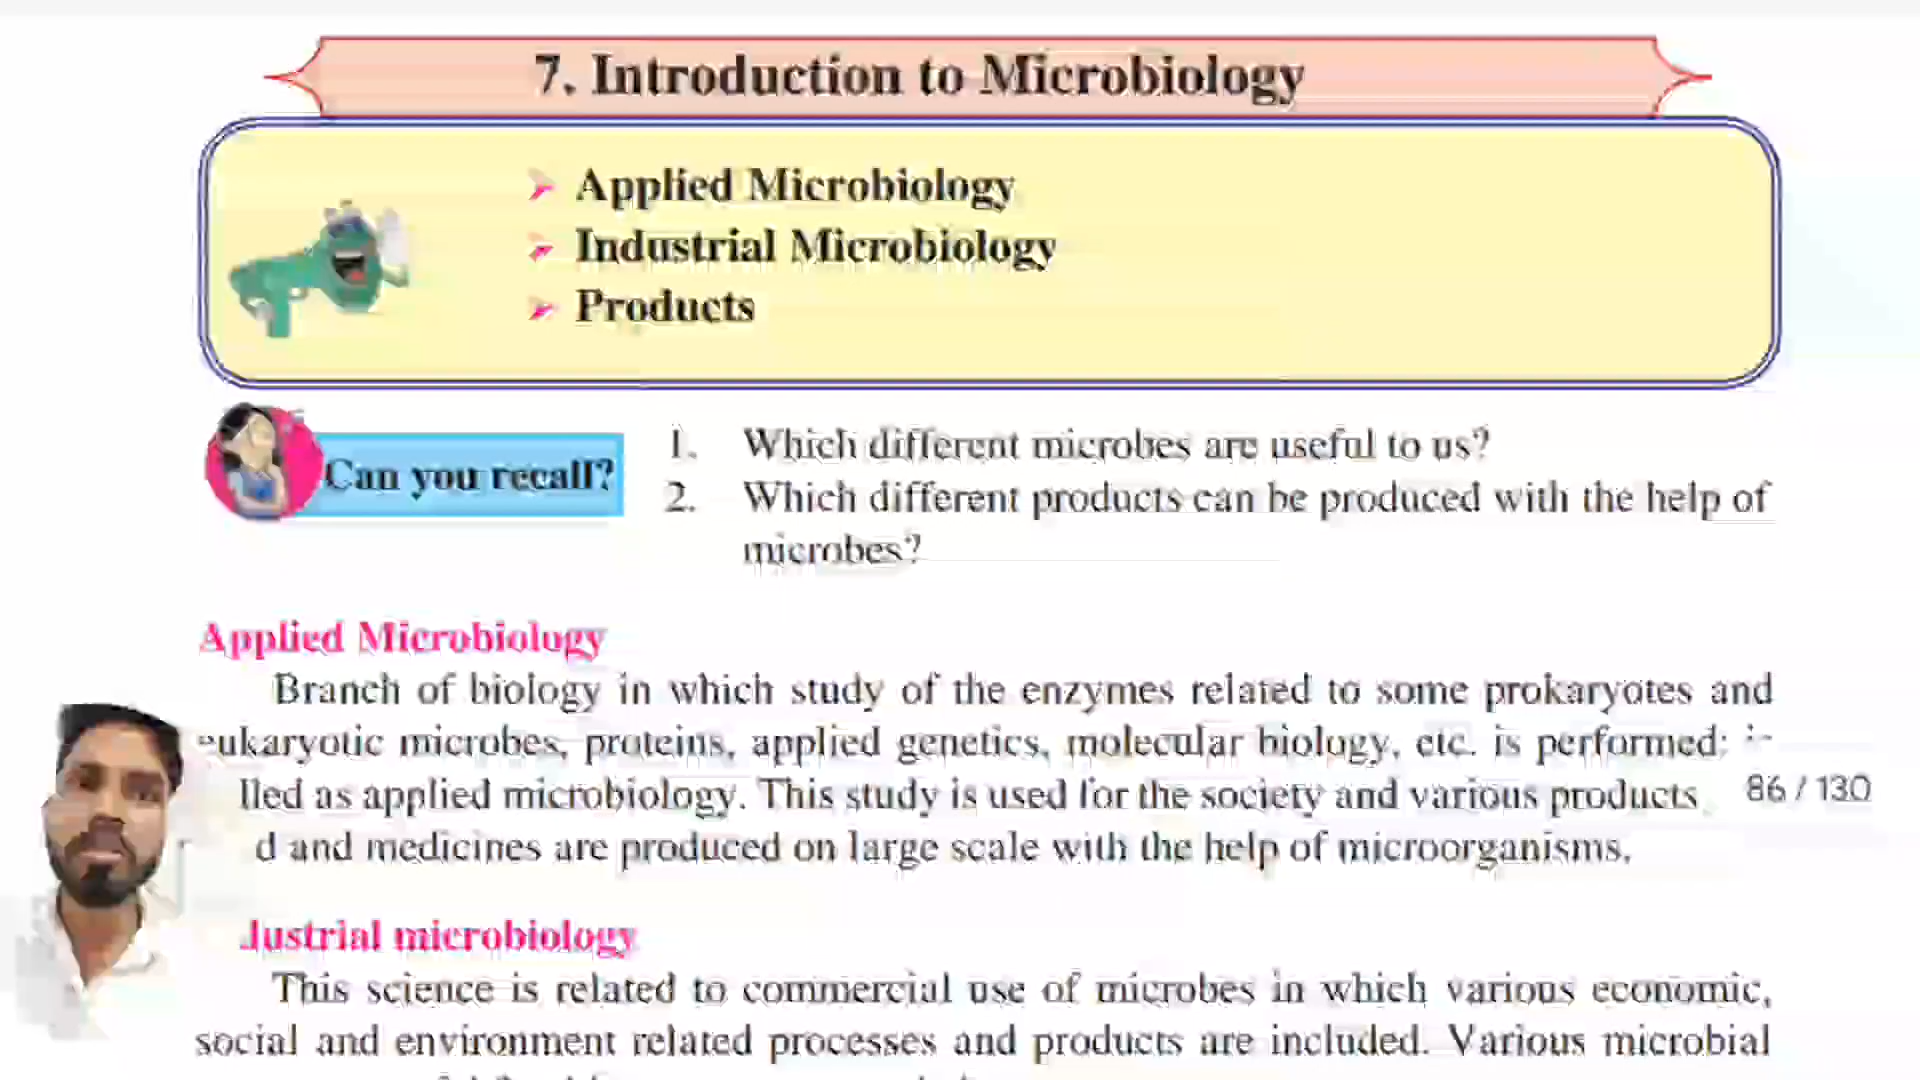 7. Introduction to Microbiology
Applied Microbiology
Industrial Microbiology
Products
Can you recall?
1. Which different microbes are useful to us?
2. Which different products can be produced with the help of
microbes?
Applied Microbiology
Branch of biology in which study of the enzymes related to some prokaryotes and
eukaryotic microbes, proteins, applied genetics, molecular biology, etc. is performed;
lled as applied microbiology. This study is used for the society and various products
86 / 130
d and medicines are produced on large scale with the help of microorganisms.
dustrial microbiology
This science is related to commercial use of microbes in which various economic,
social and environment related processes and products are included. Various microbial